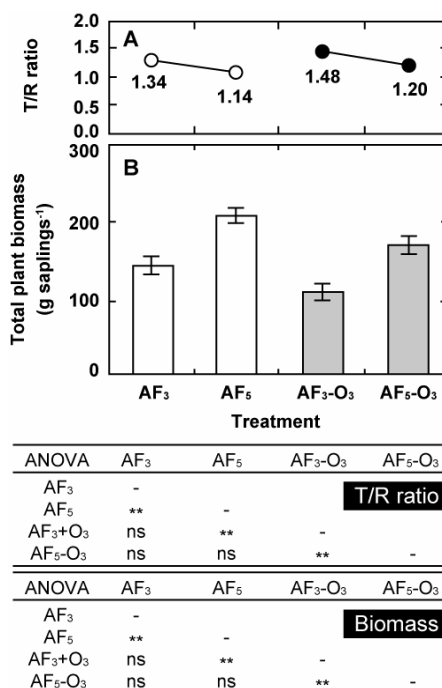 A
T/R ratio
2.0
1.5
1.0
0.5
0.0
1.34
1.14
1.48
1.20
B
Total plant biomass
(g saplings⁻¹)
300
200
100
0
AF₃ AF₅ AF₃-O₃ AF₅-O₃
Treatment
ANOVA AF₃ AF₅ AF₃-O₃ AF₅-O₃
T/R ratio
AF₃ -
AF₅ ** -
AF₃+O₃ ns ** -
AF₅-O₃ ns ns ** -
ANOVA AF₃ AF₅ AF₃-O₃ AF₅-O₃
Biomass
AF₃ -
AF₅ ** -
AF₃+O₃ ns ** -
AF₅-O₃ ns ns ** -